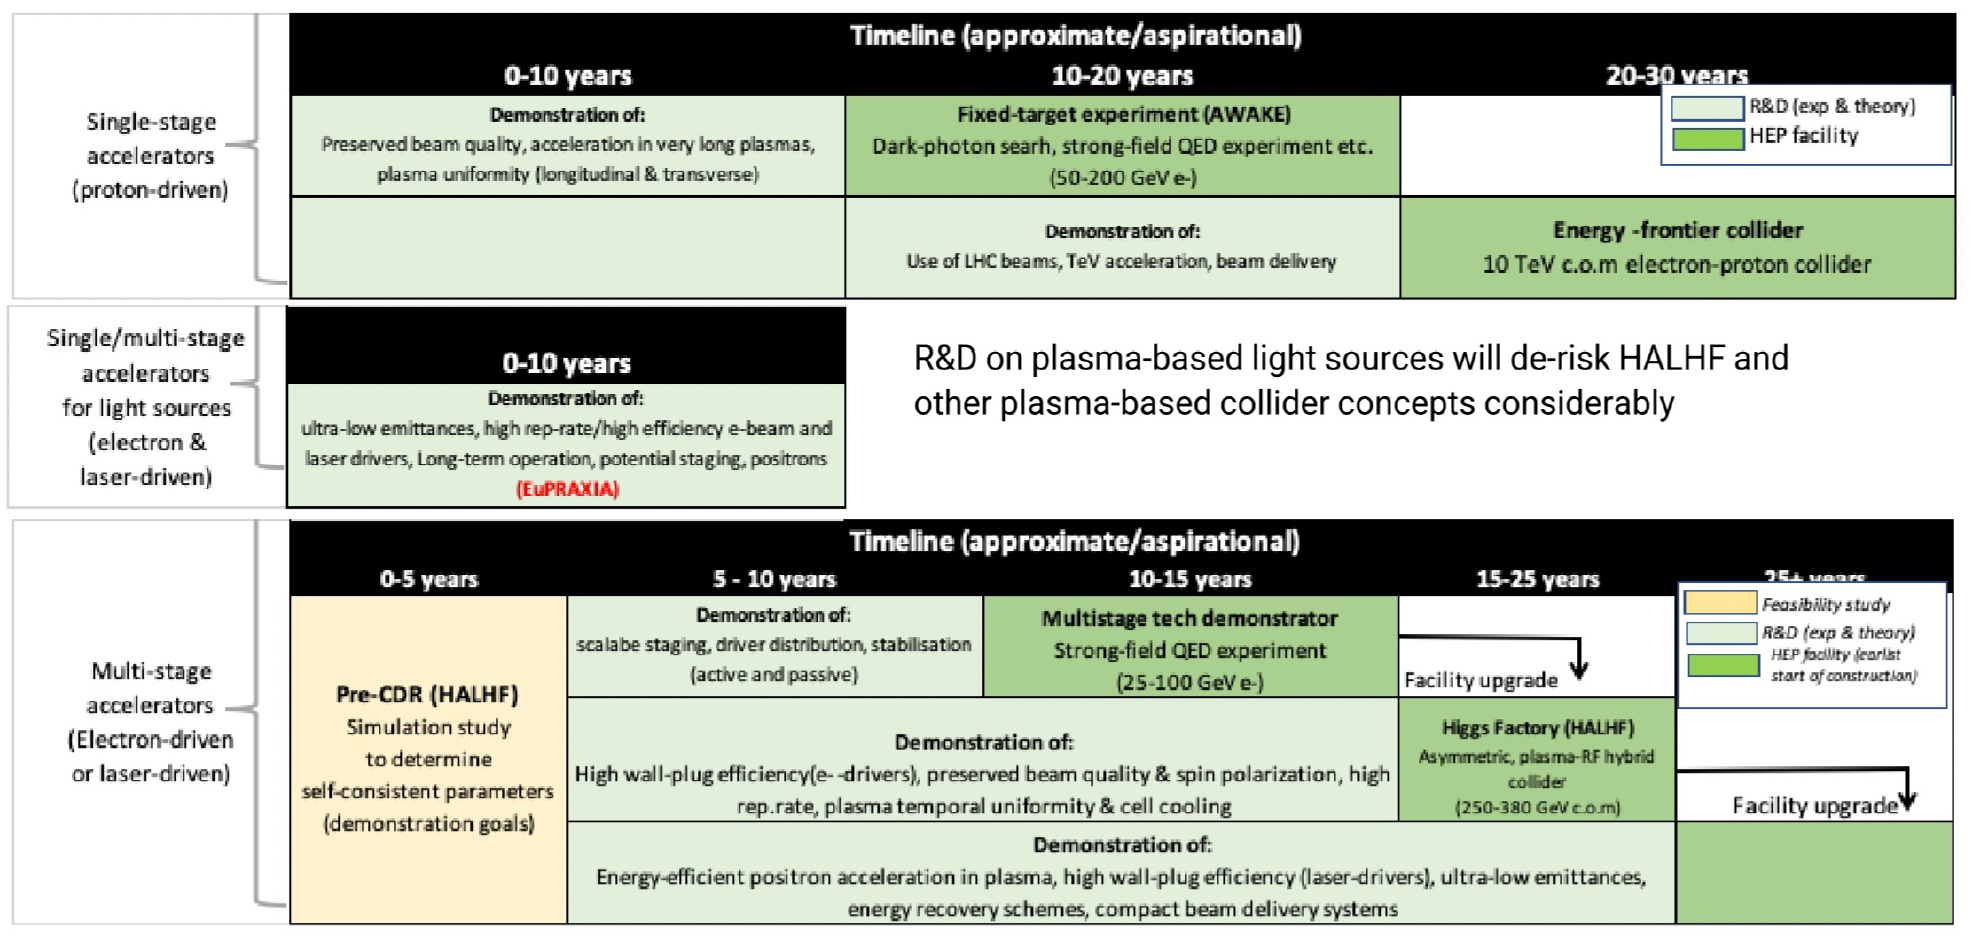 Timeline (approximate/aspirational)
0-10 years
10-20 years
20-30 years
R&D (exp & theory)
HEP facility
Single-stage
accelerators
(proton-driven)
Demonstration of:
Preserved beam quality, acceleration in very long plasmas,
plasma uniformity (longitudinal & transverse)
Fixed-target experiment (AWAKE)
Dark-photon searh, strong-field QED experiment etc.
(50-200 GeV e-)
Demonstration of:
Use of LHC beams, TeV acceleration, beam delivery
Energy -frontier collider
10 TeV c.o.m electron-proton collider
Single/multi-stage
accelerators
for light sources
(electron &
laser-driven)
0-10 years
Demonstration of:
ultra-low emittances, high rep-rate/high efficiency e-beam and
laser drivers, Long-term operation, potential staging, positrons
(EuPRAXIA)
R&D on plasma-based light sources will de-risk HALHF and
other plasma-based collider concepts considerably
Timeline (approximate/aspirational)
0-5 years
5 - 10 years
10-15 years
15-25 years
25+ years
Feasibility study
R&D (exp & theory)
HEP facility (earlist
start of construction)
Multi-stage
accelerators
(Electron-driven
or laser-driven)
Pre-CDR (HALHF)
Simulation study
to determine
self-consistent parameters
(demonstration goals)
Demonstration of:
scalabe staging, driver distribution, stabilisation
(active and passive)
Multistage tech demonstrator
Strong-field QED experiment
(25-100 GeV e-)
Facility upgrade
Demonstration of:
High wall-plug efficiency(e- -drivers), preserved beam quality & spin polarization, high
rep.rate, plasma temporal uniformity & cell cooling
Higgs Factory (HALHF)
Asymmetric, plasma-RF hybrid
collider
(250-380 GeV c.o.m)
Facility upgrade
Demonstration of:
Energy-efficient positron acceleration in plasma, high wall-plug efficiency (laser-drivers), ultra-low emittances,
energy recovery schemes, compact beam delivery systems